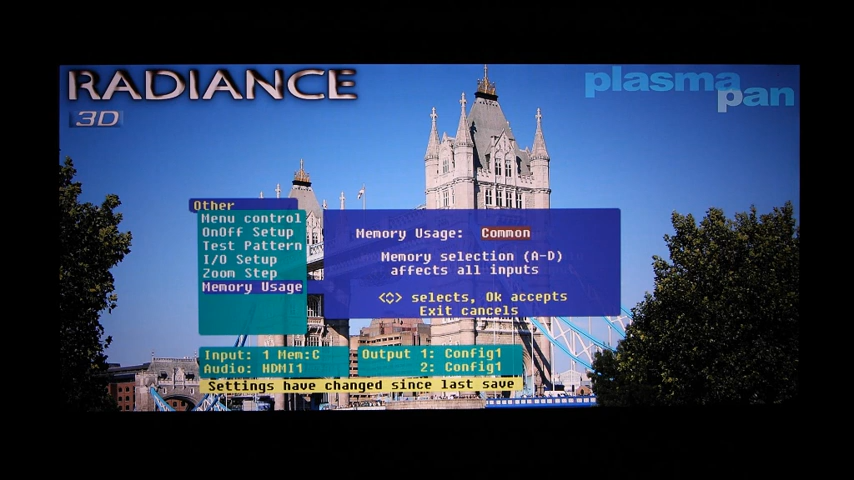 RADIANCE
3D
plasma
pan
Other
Menu control
OnOff Setup
Test Pattern
I/O Setup
Zoom Step
Memory Usage
Memory Usage: Common
Memory selection (A-D)
affects all inputs
<◇> selects, Ok accepts
Exit cancels
Input: 1 Mem:C
Audio: HDMI1
Output 1: Config1
2: Config1
Settings have changed since last save